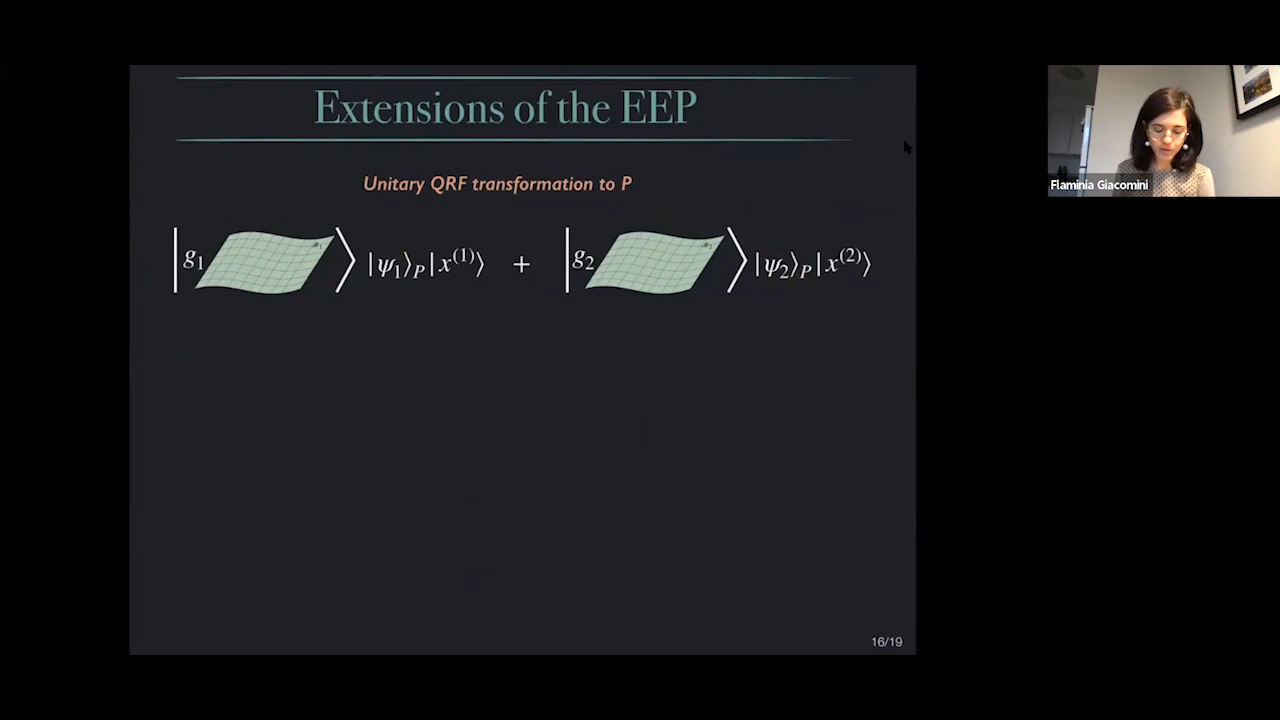 Extensions of the EEP
Unitary QRF transformation to P
|g₁ ⟩ |ψ₁⟩_P |x⁽¹⁾⟩ + |g₂ ⟩ |ψ₂⟩_P |x⁽²⁾⟩
16/19
Flaminia Giacomini